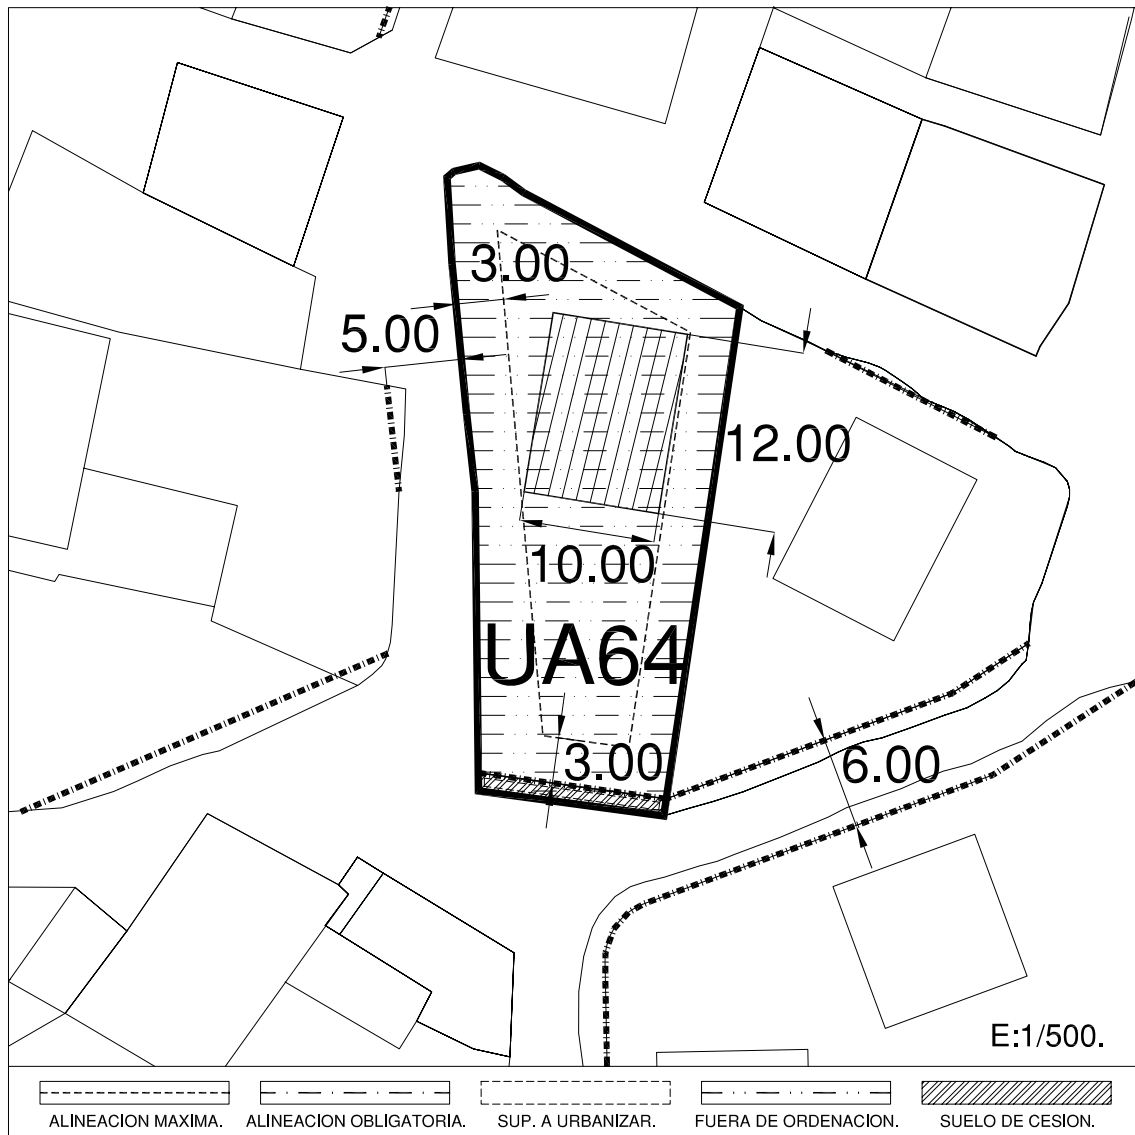 3.00
5.00
12.00
10.00
UA64
3.00
6.00
E:1/500.
ALINEACION MAXIMA.
ALINEACION OBLIGATORIA.
SUP. A URBANIZAR.
FUERA DE ORDENACION.
SUELO DE CESION.